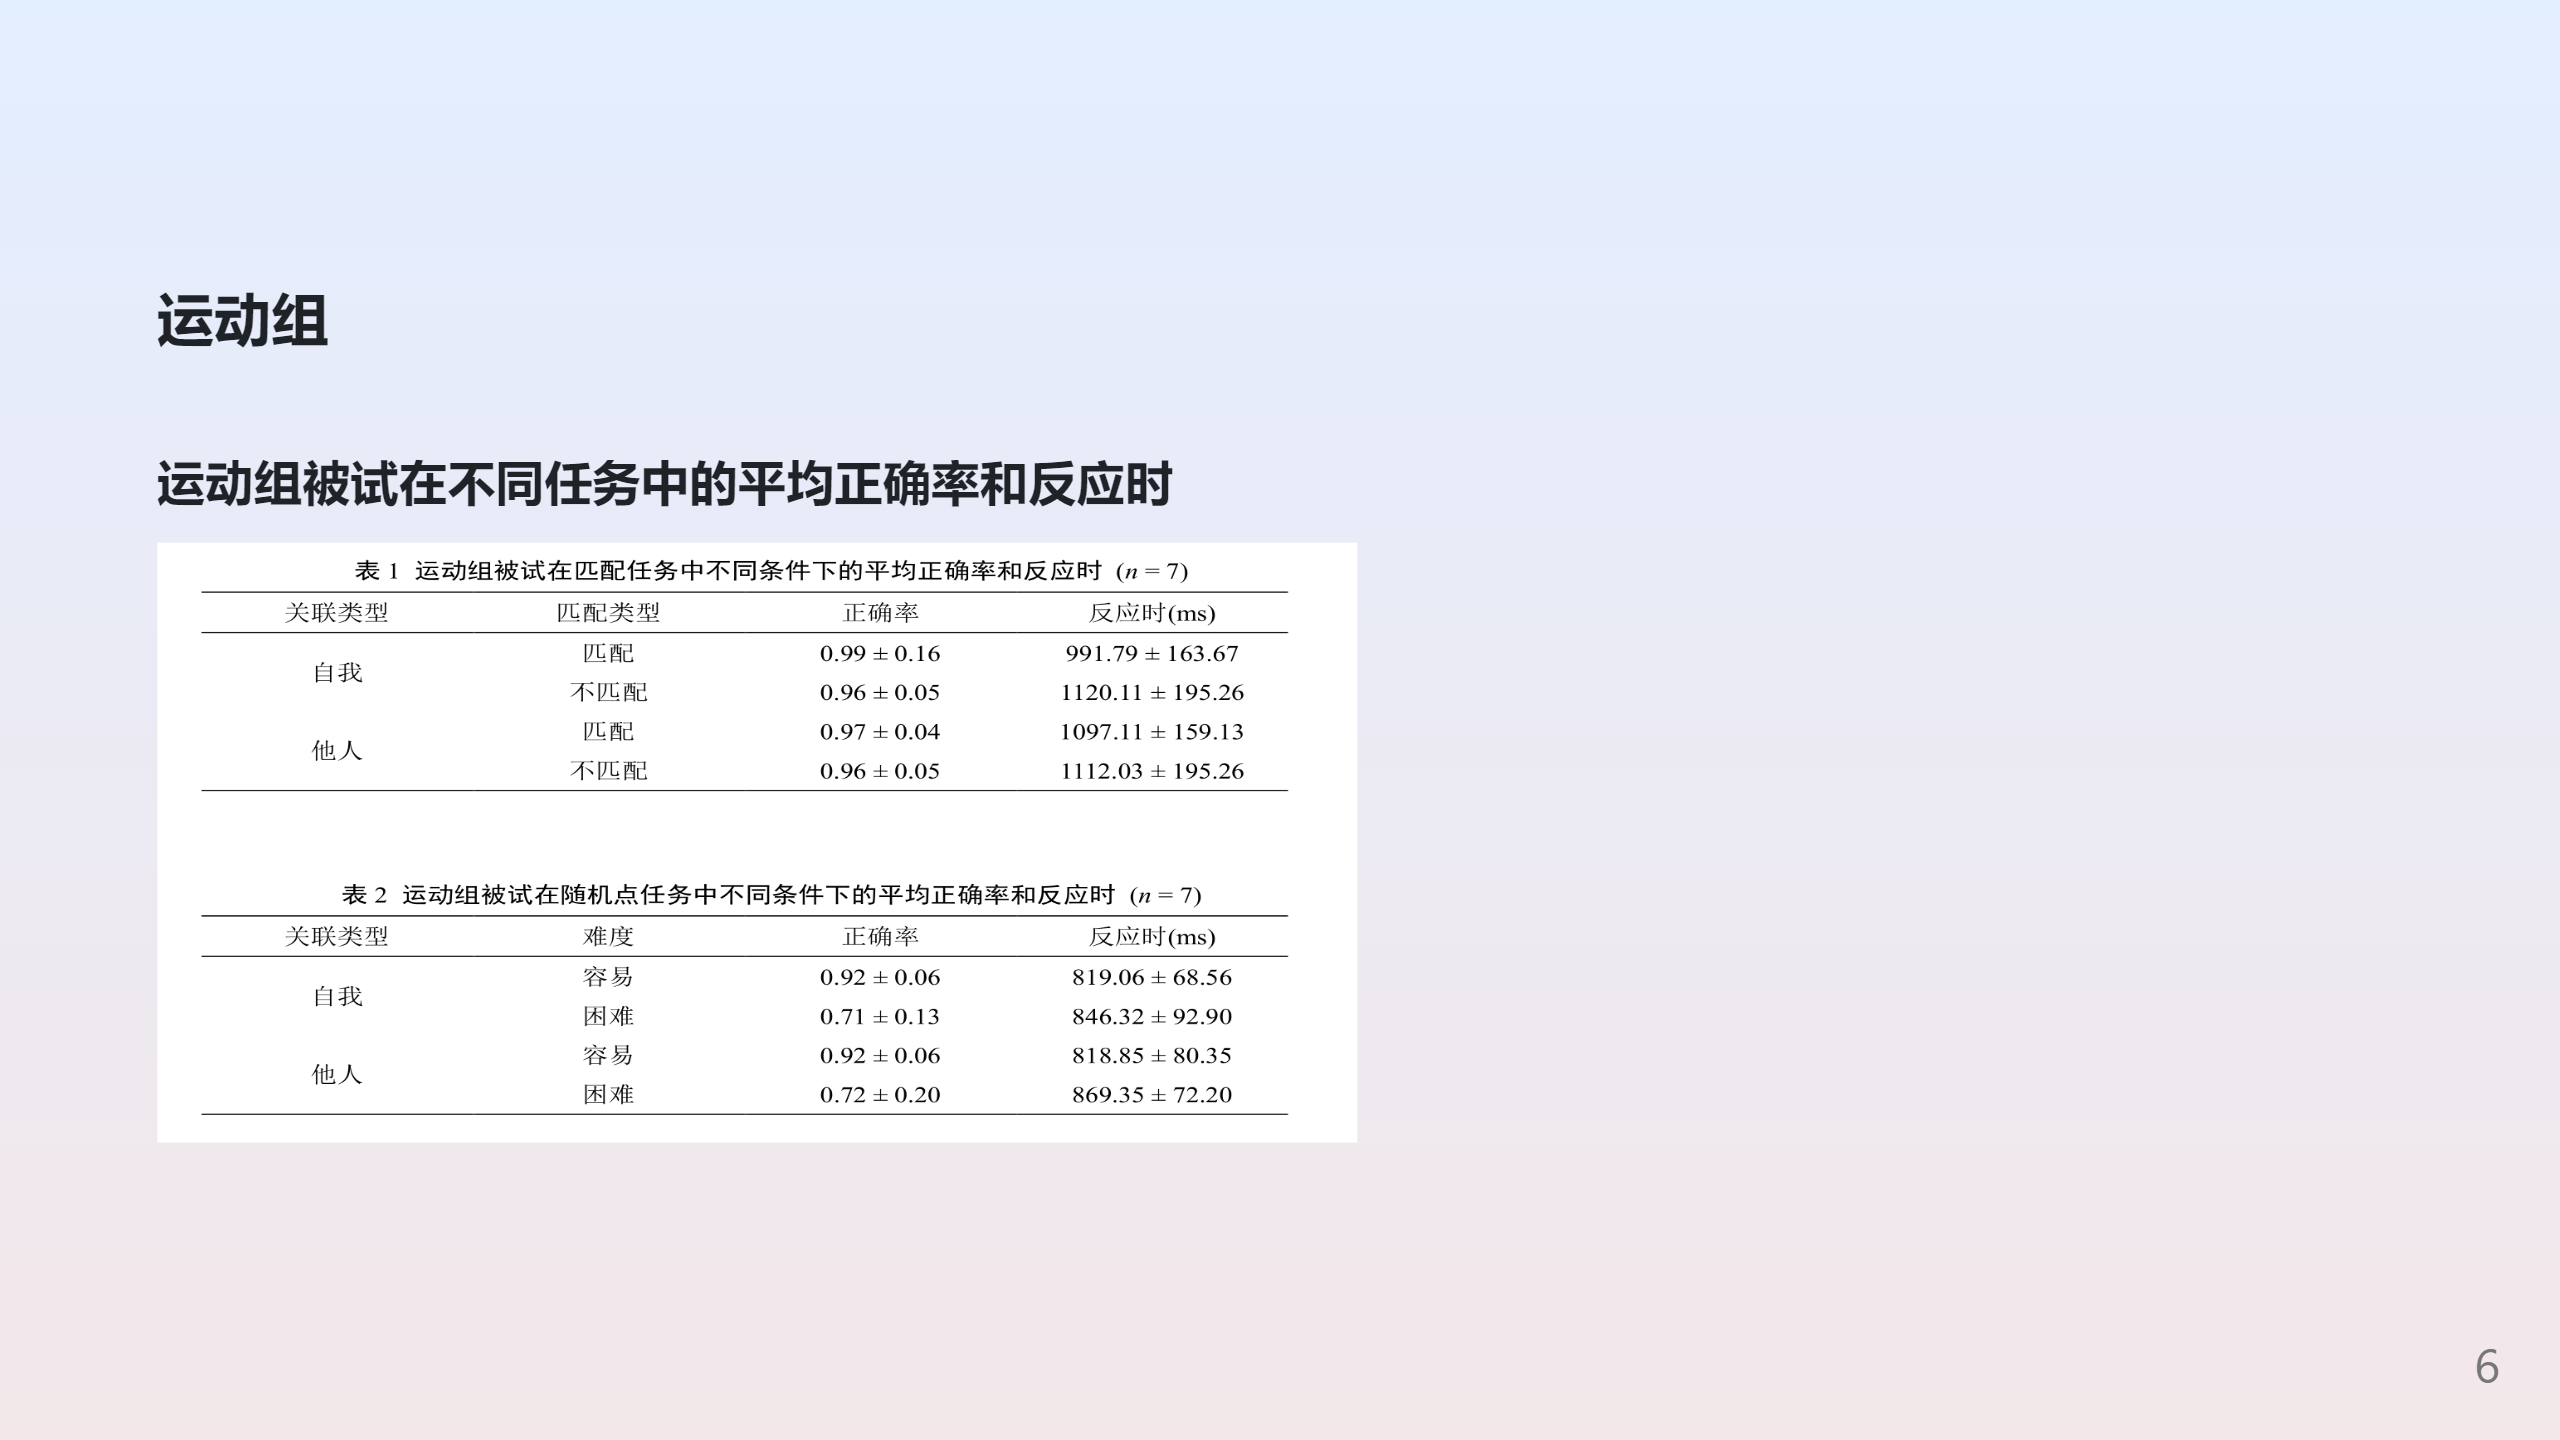 运动组
运动组被试在不同任务中的平均正确率和反应时
表 1 运动组被试在匹配任务中不同条件下的平均正确率和反应时 (n = 7)
关联类型 匹配类型 正确率 反应时(ms)
自我 匹配 0.99 ± 0.16 991.79 ± 163.67
不匹配 0.96 ± 0.05 1120.11 ± 195.26
他人 匹配 0.97 ± 0.04 1097.11 ± 159.13
不匹配 0.96 ± 0.05 1112.03 ± 195.26
表 2 运动组被试在随机点任务中不同条件下的平均正确率和反应时 (n = 7)
关联类型 难度 正确率 反应时(ms)
自我 容易 0.92 ± 0.06 819.06 ± 68.56
困难 0.71 ± 0.13 846.32 ± 92.90
他人 容易 0.92 ± 0.06 818.85 ± 80.35
困难 0.72 ± 0.20 869.35 ± 72.20
6